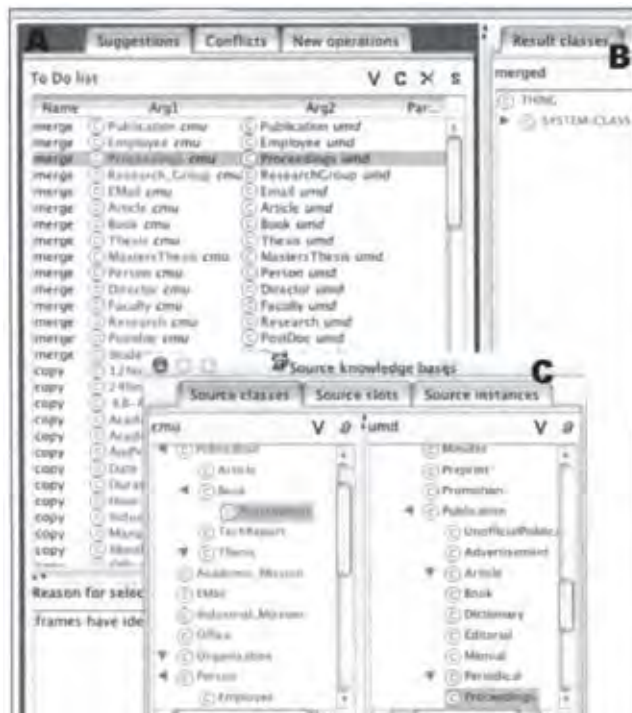 A
Suggestions Conflicts New operations
To Do list V C X S
Name Arg1 Arg2 Par...
merge Publication cmu Publication umd
merge Employee cmu Employee umd
merge Proceedings cmu Proceedings umd
merge Research_Group cmu ResearchGroup umd
merge EMail cmu Email umd
merge Article cmu Article umd
merge Book cmu Book umd
merge Thesis cmu Thesis umd
merge MastersThesis cmu MastersThesis umd
merge Person cmu Person umd
merge Director cmu Director umd
merge Faculty cmu Faculty umd
merge Research cmu Research umd
merge Postdoc cmu PostDoc umd
merge
copy
copy
copy
copy
copy
copy
copy Date
copy
copy Hour
copy
copy
copy
Reason for selec
frames have ide
Result classes
B
merged
THING
SYSTEM-CLASS
Source knowledge bases
C
Source classes Source slots Source instances
cmu V
Publication
Article
Book
Proceedings
TechReport
Thesis
Academic_Mission
EMail
Industrial_Mission
Office
Organization
Person
Employee
umd V
Minutes
Preprint
Promotion
Publication
UnofficialPublic
Advertisement
Article
Book
Dictionary
Editorial
Manual
Periodical
Proceedings